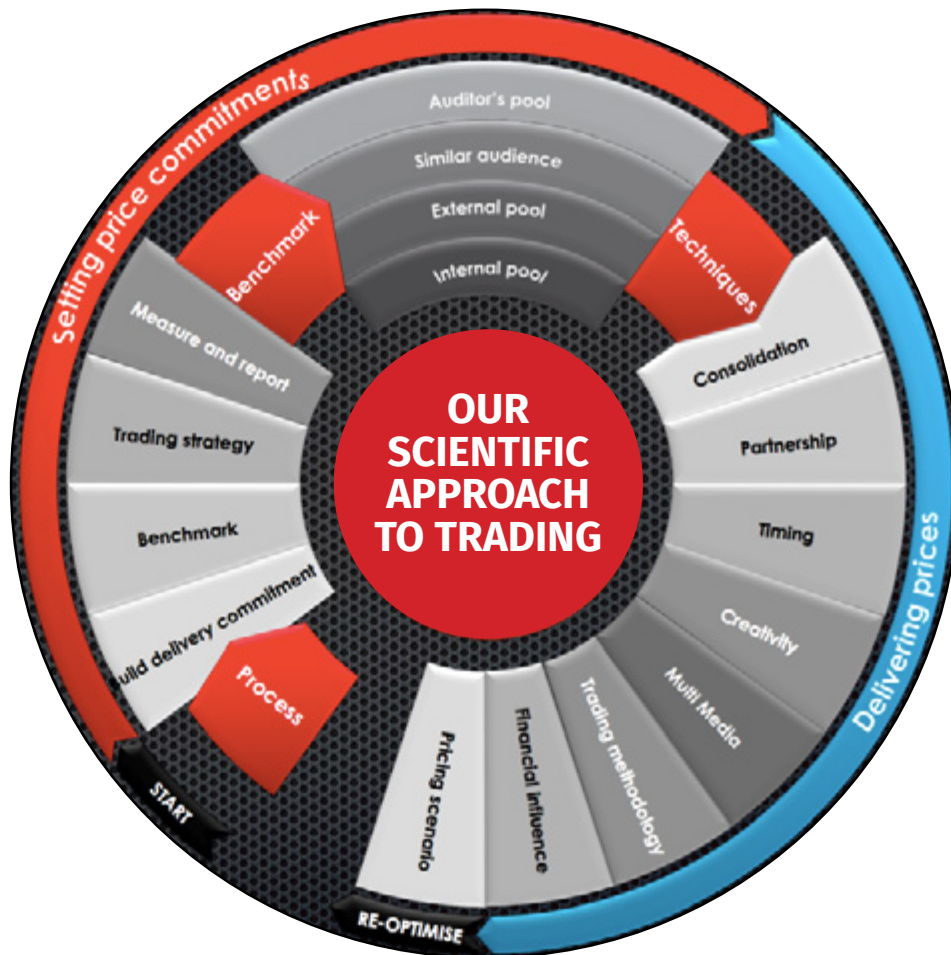 Setting price commitments
Auditor's pool
Similar audience
External pool
Internal pool
Benchmark
Techniques
Measure and report
Trading strategy
Benchmark
uild delivery commitment
Process
START
OUR
SCIENTIFIC
APPROACH
TO TRADING
Consolidation
Partnership
Timing
Creativity
Multi Media
Trading methodology
Financial influence
Pricing scenario
Delivering prices
RE-OPTIMISE